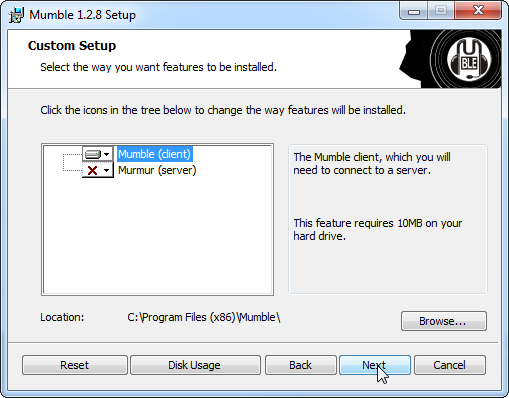 Mumble 1.2.8 Setup
Custom Setup
Select the way you want features to be installed.
BLE
Click the icons in the tree below to change the way features will be installed.
Mumble (client)
Murmur (server)
The Mumble client, which you will
need to connect to a server.
This feature requires 10MB on your
hard drive.
Location: C:\Program Files (x86)\Mumble\
Browse...
Reset Disk Usage Back Next Cancel